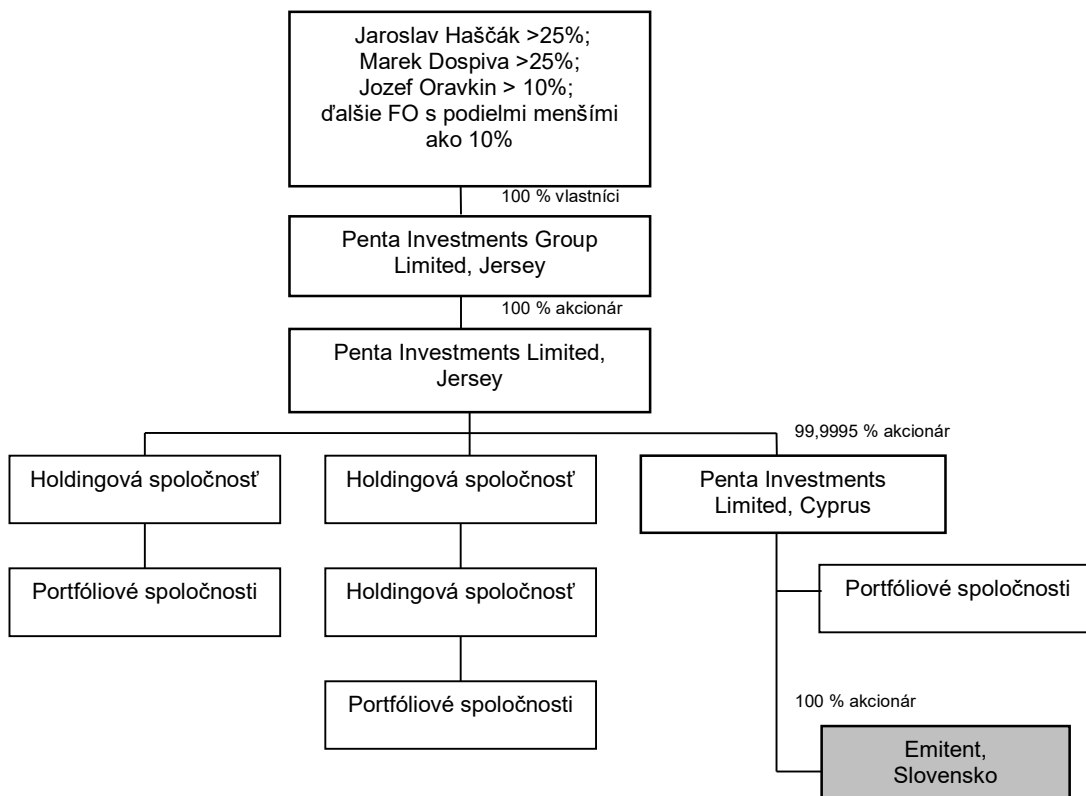 Jaroslav Haščák >25%;
Marek Dospiva >25%;
Jozef Oravkin > 10%;
ďalšie FO s podielmi menšími
ako 10%
100 % vlastníci
Penta Investments Group
Limited, Jersey
100 % akcionár
Penta Investments Limited,
Jersey
99,9995 % akcionár
Holdingová spoločnosť
Holdingová spoločnosť
Penta Investments
Limited, Cyprus
Portfóliové spoločnosti
Holdingová spoločnosť
Portfóliové spoločnosti
Portfóliové spoločnosti
100 % akcionár
Emitent,
Slovensko